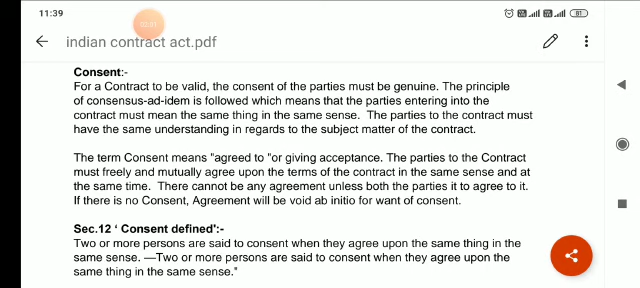 11:39
02:21
81
indian contract act.pdf
Consent:-
For a Contract to be valid, the consent of the parties must be genuine. The principle
of consensus-ad-idem is followed which means that the parties entering into the
contract must mean the same thing in the same sense. The parties to the contract must
have the same understanding in regards to the subject matter of the contract.
The term Consent means "agreed to "or giving acceptance. The parties to the Contract
must freely and mutually agree upon the terms of the contract in the same sense and at
the same time. There cannot be any agreement unless both the parties it to agree to it.
If there is no Consent, Agreement will be void ab initio for want of consent.
Sec.12 ‘ Consent defined':-
Two or more persons are said to consent when they agree upon the same thing in the
same sense. —Two or more persons are said to consent when they agree upon the
same thing in the same sense."